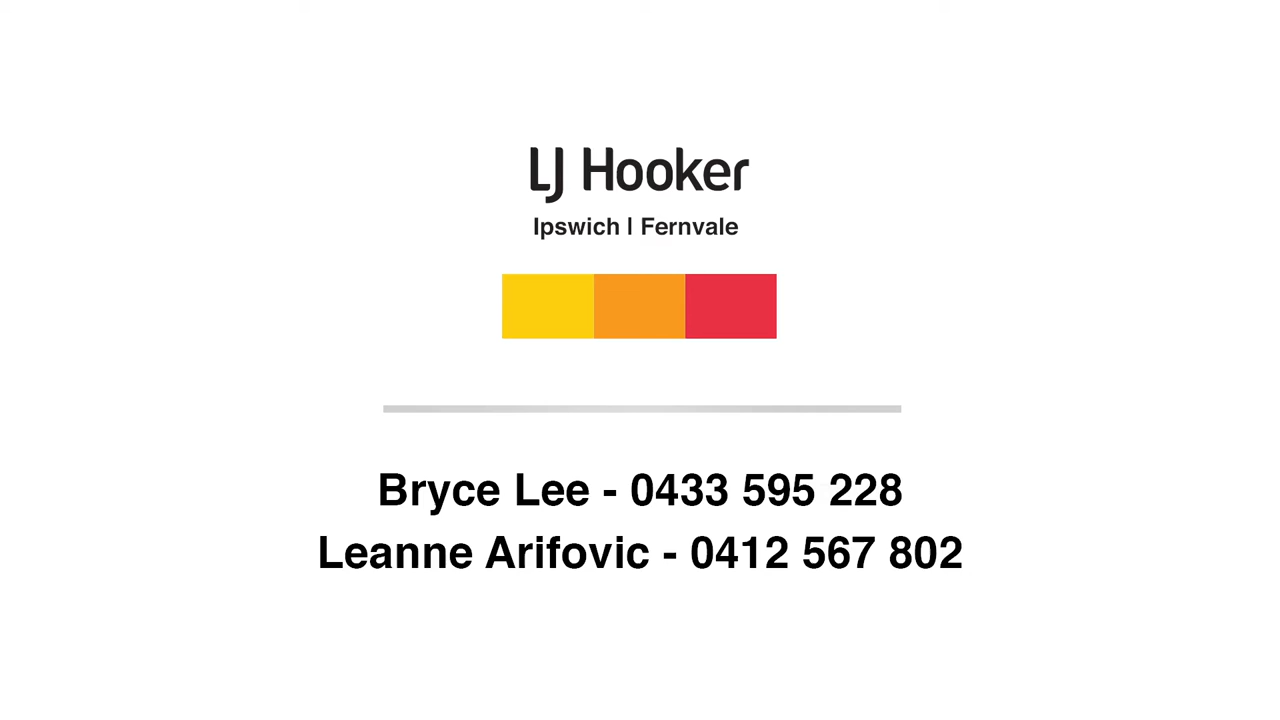 LJ Hooker
Ipswich | Fernvale
Bryce Lee - 0433 595 228
Leanne Arifovic - 0412 567 802